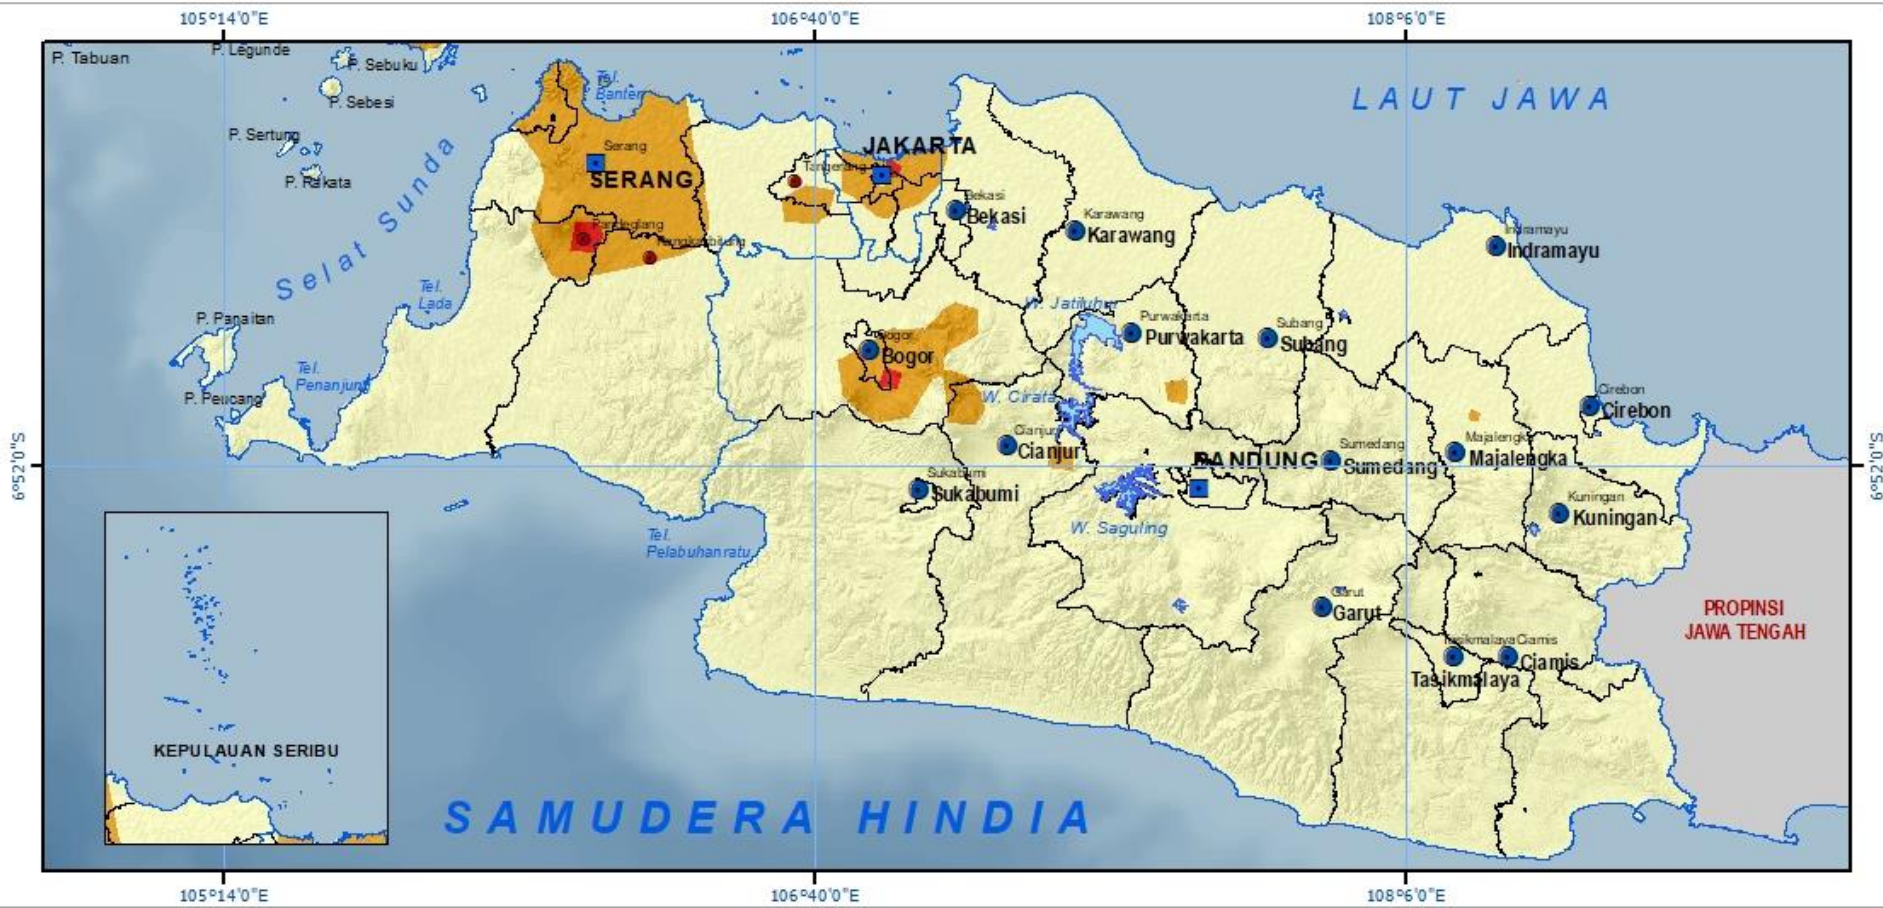 105°14'0"E
106°40'0"E
108°6'0"E
P. Tabuan
P. Legunde
P. Sebuku
P. Sebesi
Tel.
Banten
LAUT JAWA
P. Sertung
P. Rakata
Selat Sunda
Serang
SERANG
JAKARTA
Tangerang
Pandeglang
Rangkasbitung
Bekasi
Bekasi
Karawang
Karawang
Indramayu
Indramayu
Tel.
Lada
P. Panaitan
Tel.
Penanjung
P. Peucang
W. Jatiluhur
Purwakarta
Purwakarta
Subang
Subang
Bogor
Bogor
W. Cirata
Cirebon
Cirebon
Cianjur
Cianjur
BANDUNG
Sumedang
Sumedang
Majalengka
Majalengka
6°52'0"S
6°52'0"S
Sukabumi
Sukabumi
W. Saguling
Kuningan
Kuningan
Tel.
Pelabuhanratu
Garut
Garut
PROPINSI
JAWA TENGAH
Tasikmalaya
Ciamis
Ciamis
Tasikmalaya
KEPULAUAN SERIBU
SAMUDERA HINDIA
105°14'0"E
106°40'0"E
108°6'0"E